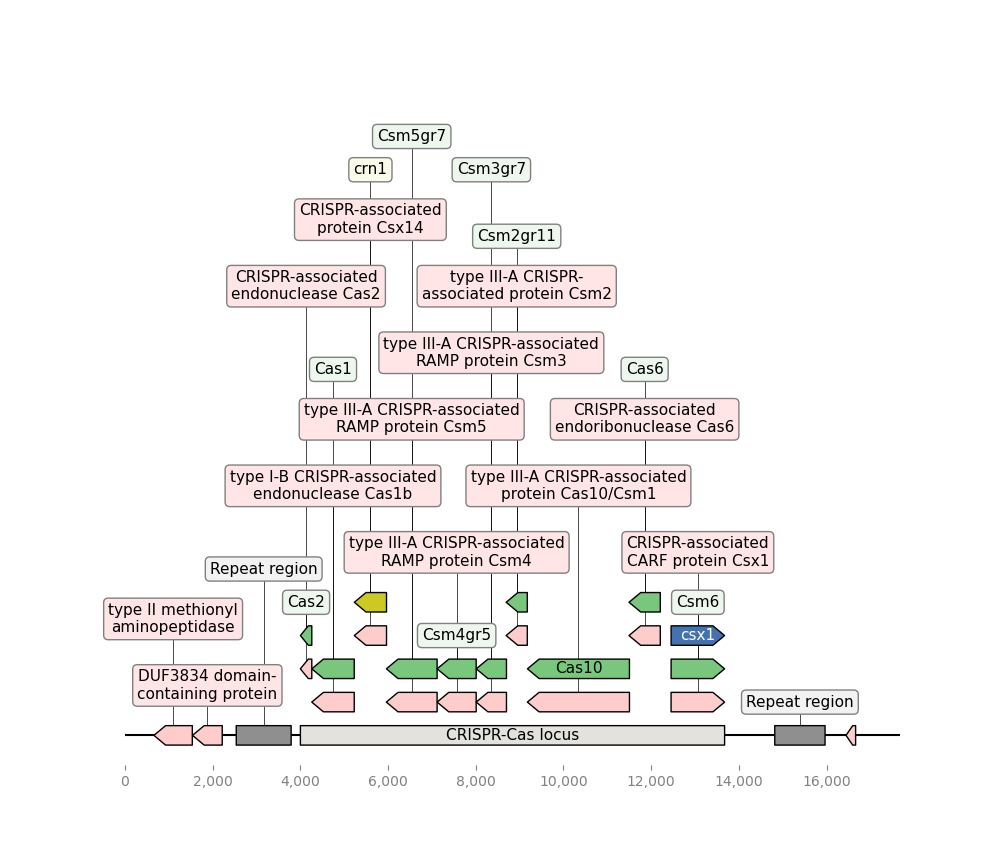 Csm5gr7
crn1
Csm3gr7
CRISPR-associated
protein Csx14
Csm2gr11
CRISPR-associated
endonuclease Cas2
type III-A CRISPR-
associated protein Csm2
type III-A CRISPR-associated
RAMP protein Csm3
Cas1
Cas6
type III-A CRISPR-associated
RAMP protein Csm5
CRISPR-associated
endoribonuclease Cas6
type I-B CRISPR-associated
endonuclease Cas1b
type III-A CRISPR-associated
protein Cas10/Csm1
type III-A CRISPR-associated
RAMP protein Csm4
CRISPR-associated
CARF protein Csx1
Repeat region
Cas2
Csm6
type II methionyl
aminopeptidase
Csm4gr5
csx1
Cas10
DUF3834 domain-
containing protein
Repeat region
CRISPR-Cas locus
0
2,000
4,000
6,000
8,000
10,000
12,000
14,000
16,000